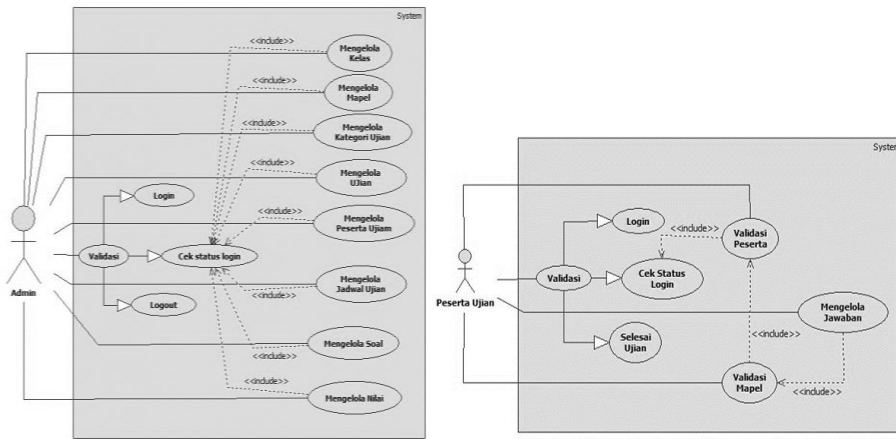 System
<<include>>
Mengelola
Kelas
<<include>>
Mengelola
Mapel
<<include>>
Mengelola
Kategori Ujian
<<include>>
Mengelola
UJian
Login
<<include>>
Mengelola
Peserta Ujiam
Admin
Validasi
Cek status login
<<include>>
Mengelola
Jadwal Ujian
Logout
<<include>>
Mengelola Soal
<<include>>
Mengelola Nilai
System
Login
<<include>>
Validasi
Peserta
Peserta Ujian
Validasi
Cek Status
Login
Mengelola
Jawaban
Selesai
Ujian
<<include>>
Validasi
Mapel
<<include>>